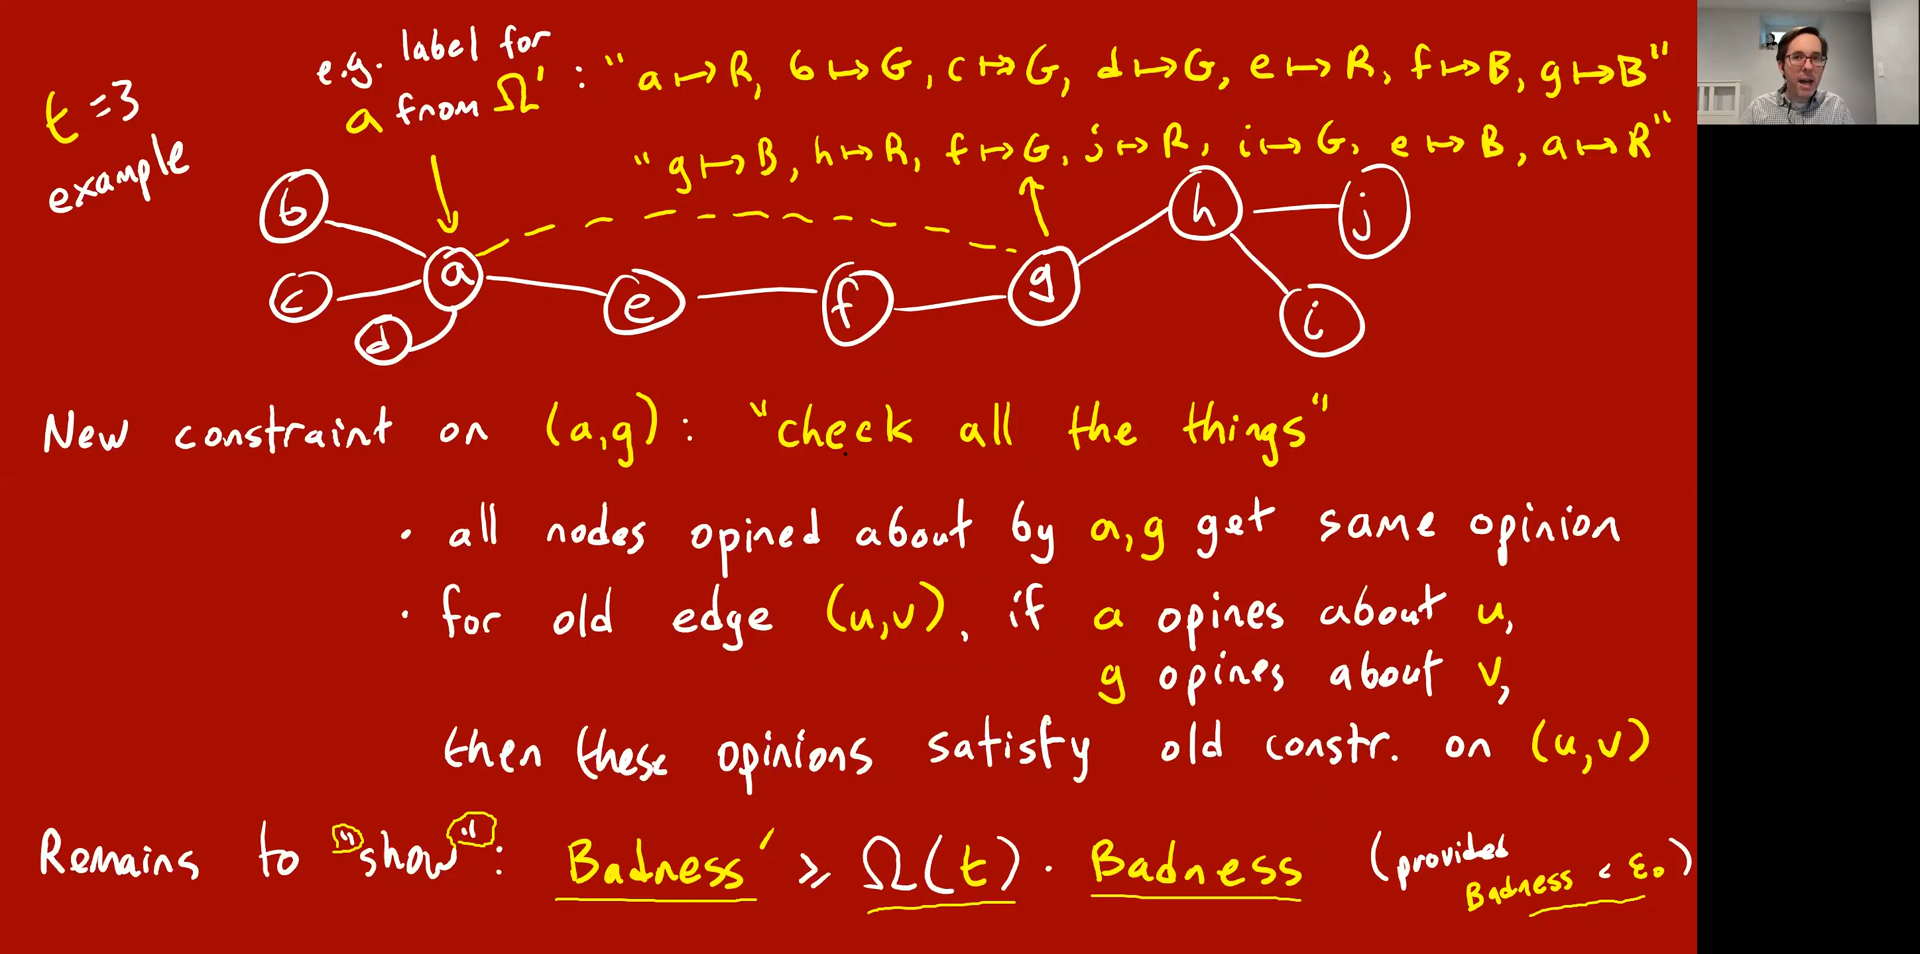 t = 3
example
e.g. label for
a from Ω' : "a ↦ R, b ↦ G, c ↦ G, d ↦ G, e ↦ R, f ↦ B, g ↦ B"
"g ↦ B, h ↦ R, f ↦ G, j ↦ R, i ↦ G, e ↦ B, a ↦ R"
b
c
d
a
e
f
g
h
j
i
New constraint on (a,g): "check all the things"
• all nodes opined about by a,g get same opinion
• for old edge (u,v), if a opines about u,
g opines about v,
then these opinions satisfy old constr. on (u,v)
Remains to "show": Badness' ≥ Ω(t) · Badness (provided
Badness < ε₀)